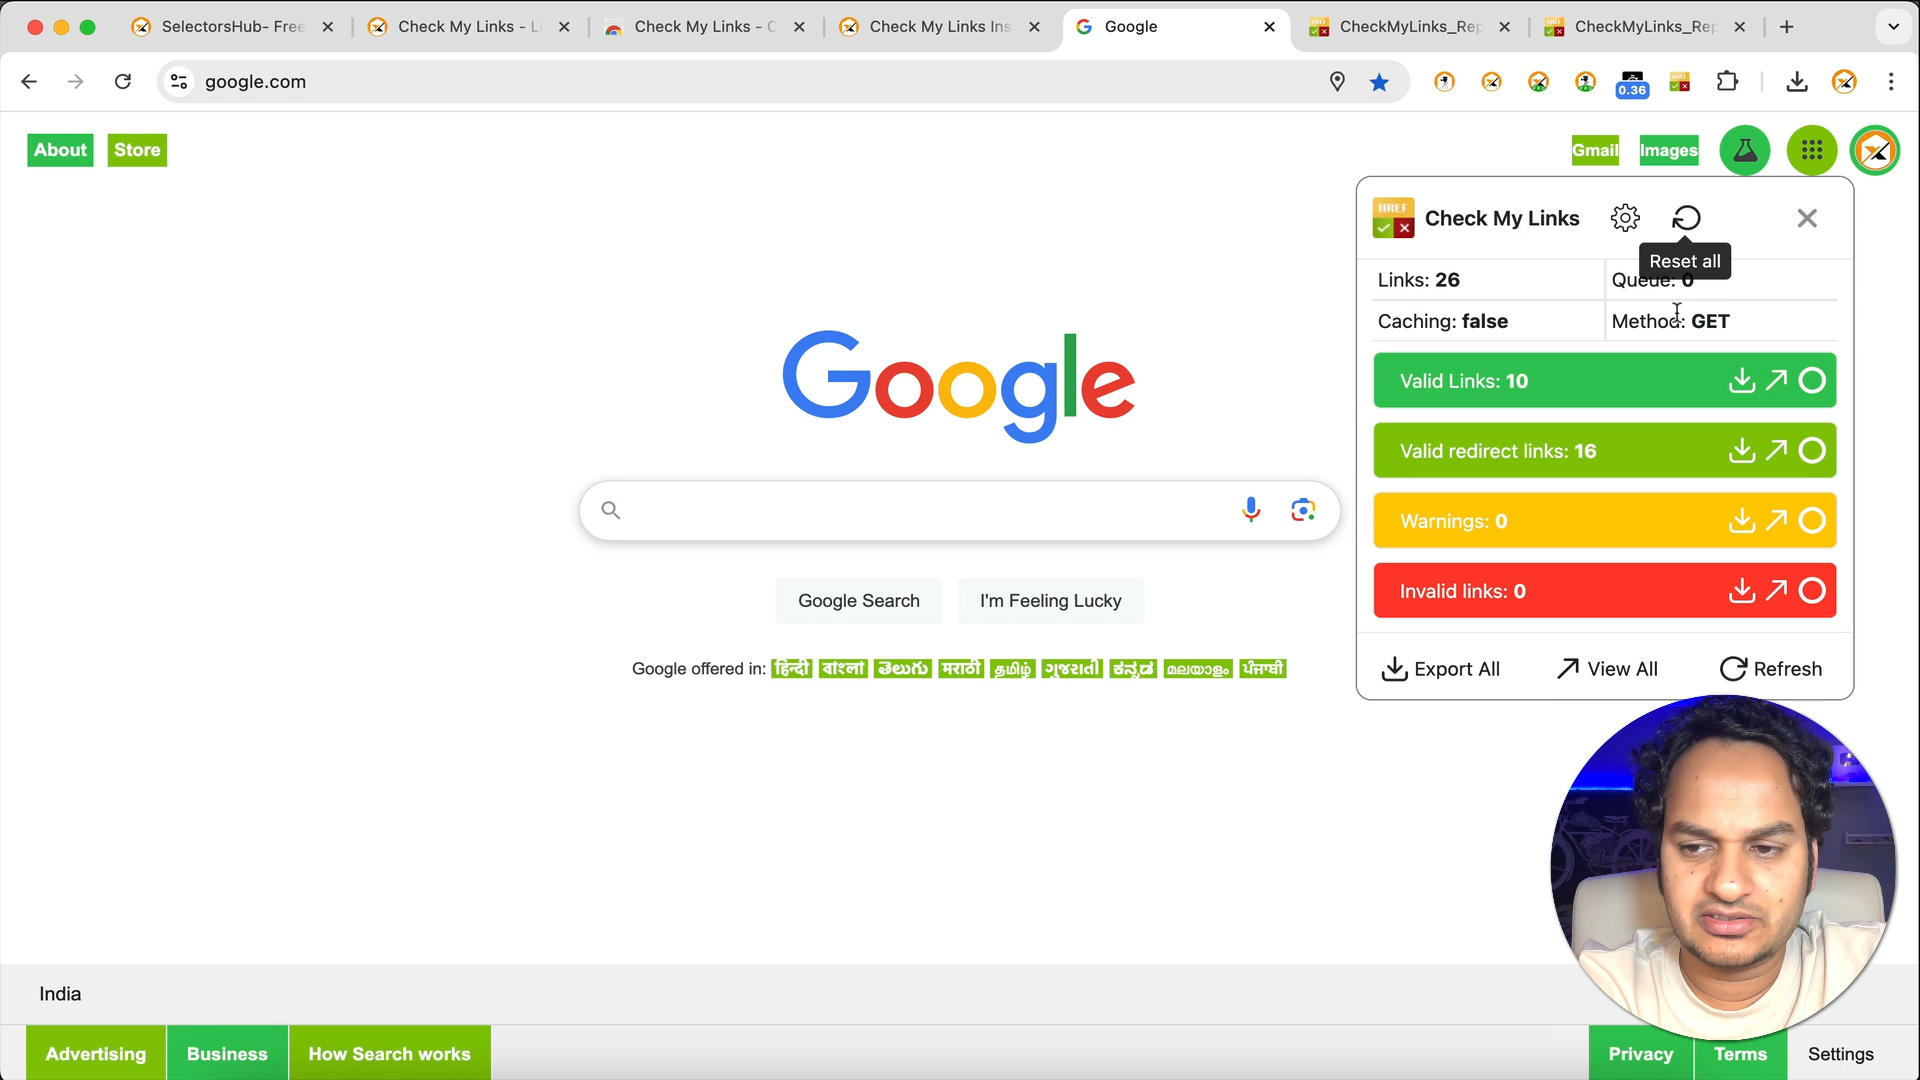 SelectorsHub- Free
Check My Links - Li
Check My Links - C
Check My Links Ins
Google
CheckMyLinks_Rep
CheckMyLinks_Rep
google.com
0.36
About
Store
Gmail
Images
HREF
Check My Links
Reset all
Links: 26
Queue: 0
Caching: false
Method: GET
Valid Links: 10
Valid redirect links: 16
Warnings: 0
Invalid links: 0
Export All
View All
Refresh
Google
Google Search
I'm Feeling Lucky
Google offered in: हिन्दी বাংলা తెలుగు मराठी தமிழ் ગુજરાતી ಕನ್ನಡ മലയാളം ਪੰਜਾਬੀ
India
Advertising
Business
How Search works
Privacy
Terms
Settings